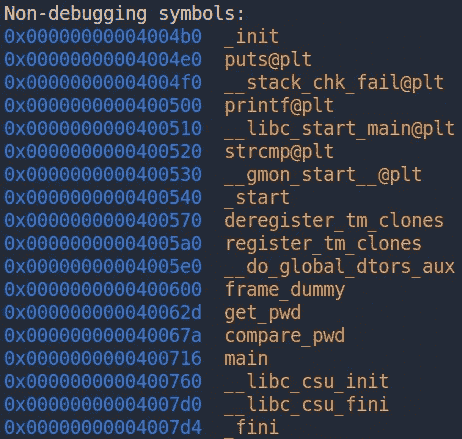 Non-debugging symbols:
0x00000000004004b0  _init
0x00000000004004e0  puts@plt
0x00000000004004f0  __stack_chk_fail@plt
0x0000000000400500  printf@plt
0x0000000000400510  __libc_start_main@plt
0x0000000000400520  strcmp@plt
0x0000000000400530  __gmon_start__@plt
0x0000000000400540  _start
0x0000000000400570  deregister_tm_clones
0x00000000004005a0  register_tm_clones
0x00000000004005e0  __do_global_dtors_aux
0x0000000000400600  frame_dummy
0x000000000040062d  get_pwd
0x000000000040067a  compare_pwd
0x0000000000400716  main
0x0000000000400760  __libc_csu_init
0x00000000004007d0  __libc_csu_fini
0x00000000004007d4  _fini